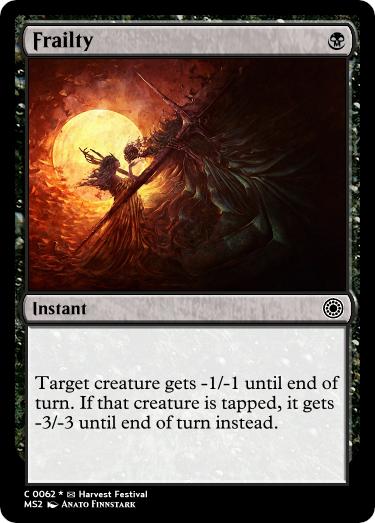 Frailty
Instant
Target creature gets -1/-1 until end of
turn. If that creature is tapped, it gets
-3/-3 until end of turn instead.
C 0062 * ✉ Harvest Festival
MS2 Anato Finnstark